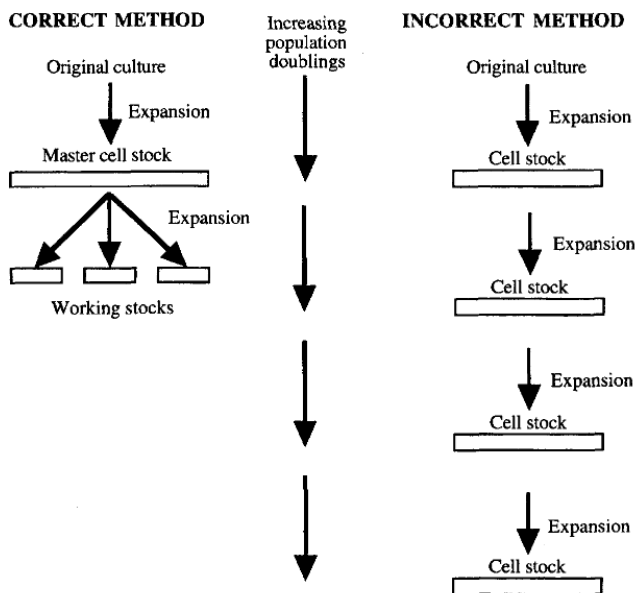 CORRECT METHOD
Original culture
Expansion
Master cell stock
Expansion
Working stocks
Increasing
population
doublings
INCORRECT METHOD
Original culture
Expansion
Cell stock
Expansion
Cell stock
Expansion
Cell stock
Expansion
Cell stock